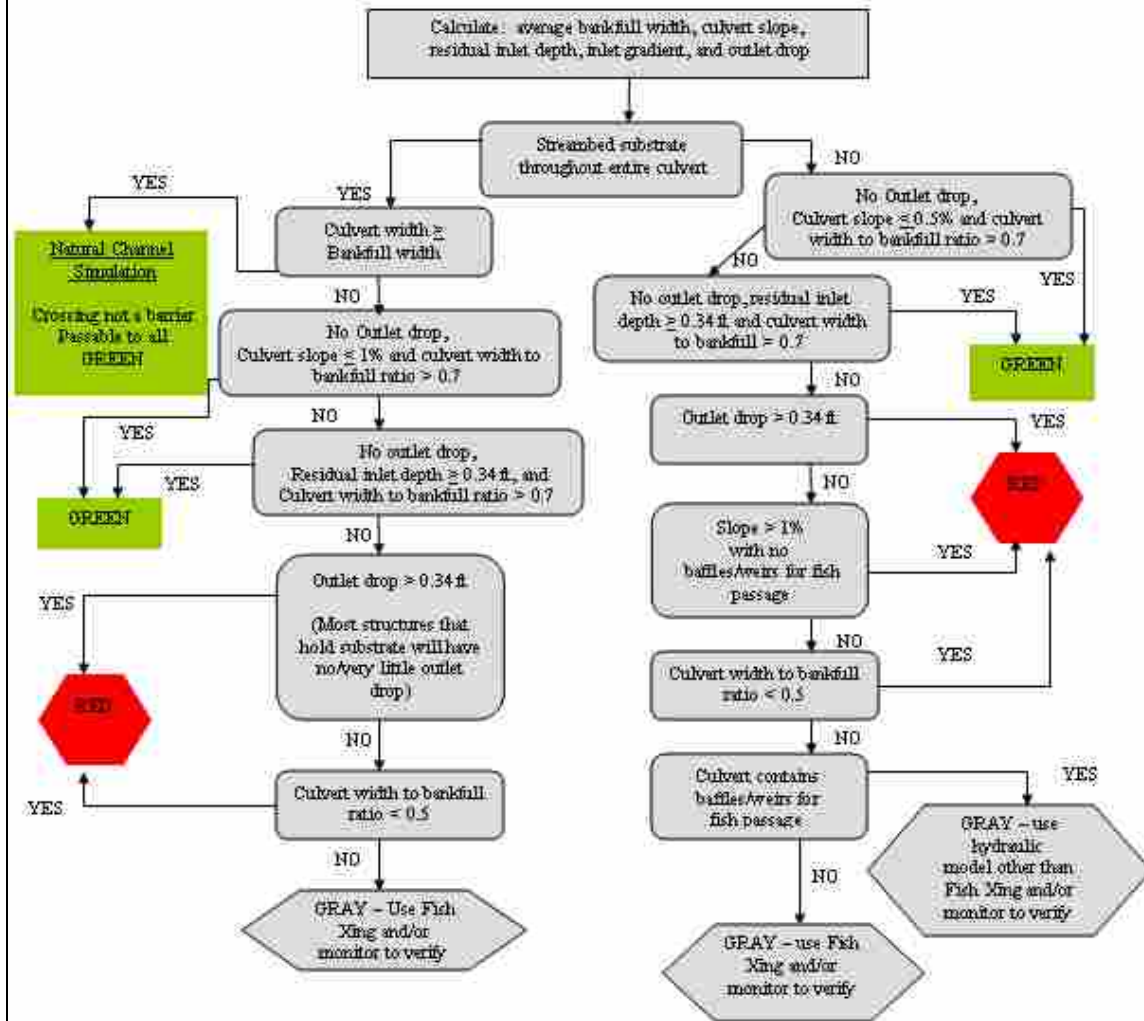 Calculate: average bankfull width, culvert slope,
residual inlet depth, inlet gradient, and outlet drop
Streambed substrate
throughout entire culvert
YES
NO
YES
Culvert width ≥
Bankfull width
No Outlet drop,
Culvert slope ≤ 0.5% and culvert
width to bankfull ratio > 0.7
Natural Channel
Simulation
Crossing not a barrier
Passable to all
GREEN
NO
NO
YES
No Outlet drop,
Culvert slope ≤ 1% and culvert width to
bankfull ratio > 0.7
No outlet drop, residual inlet
depth ≥ 0.34 ft and culvert width
to bankfull > 0.7
YES
GREEN
YES
NO
NO
No outlet drop,
Residual inlet depth ≥ 0.34 ft, and
Culvert width to bankfull ratio > 0.7
YES
GREEN
Outlet drop > 0.34 ft
YES
RED
NO
NO
Outlet drop > 0.34 ft
(Most structures that
hold substrate will have
no/very little outlet
drop)
YES
RED
Slope > 1%
with no
baffles/weirs for fish
passage
YES
NO
Culvert width to bankfull
ratio < 0.5
YES
NO
NO
Culvert width to bankfull
ratio < 0.5
YES
Culvert contains
baffles/weirs for
fish passage
YES
NO
NO
GRAY – Use Fish
Xing and/or
monitor to verify
GRAY – use
hydraulic
model other than
Fish Xing and/or
monitor to verify
GRAY – use Fish
Xing and/or
monitor to verify